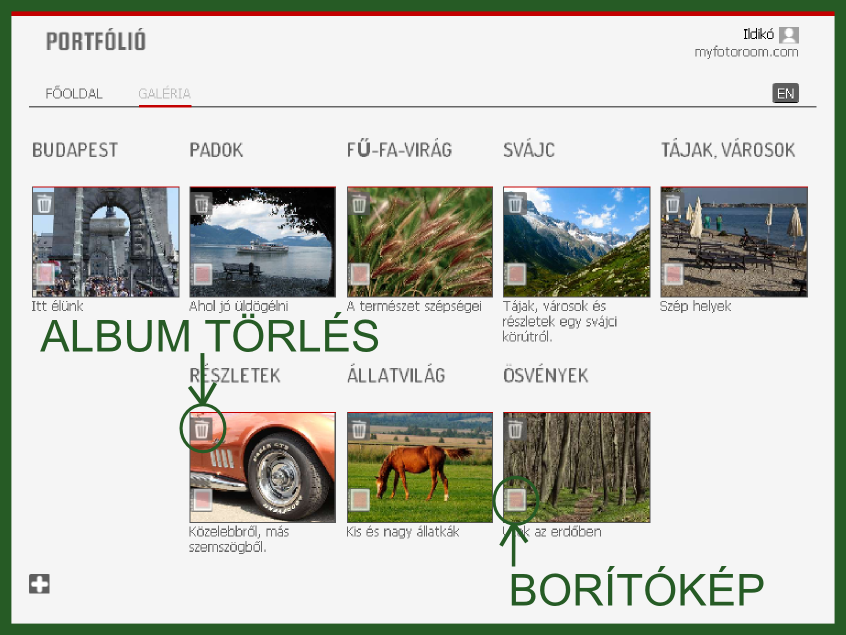 PORTFÓLIÓ
Ildikó
myfotoroom.com
FŐOLDAL
GALÉRIA
EN
BUDAPEST
PADOK
FŰ-FA-VIRÁG
SVÁJC
TÁJAK, VÁROSOK
Itt élünk
Ahol jó üldögélni
A természet szépségei
Tájak, városok és
részletek egy svájci
körútról.
Szép helyek
ALBUM TÖRLÉS
RÉSZLETEK
ÁLLATVILÁG
ÖSVÉNYEK
Közelebbről, más
szemszögből.
Kis és nagy állatkák
az erdőben
BORÍTÓKÉP